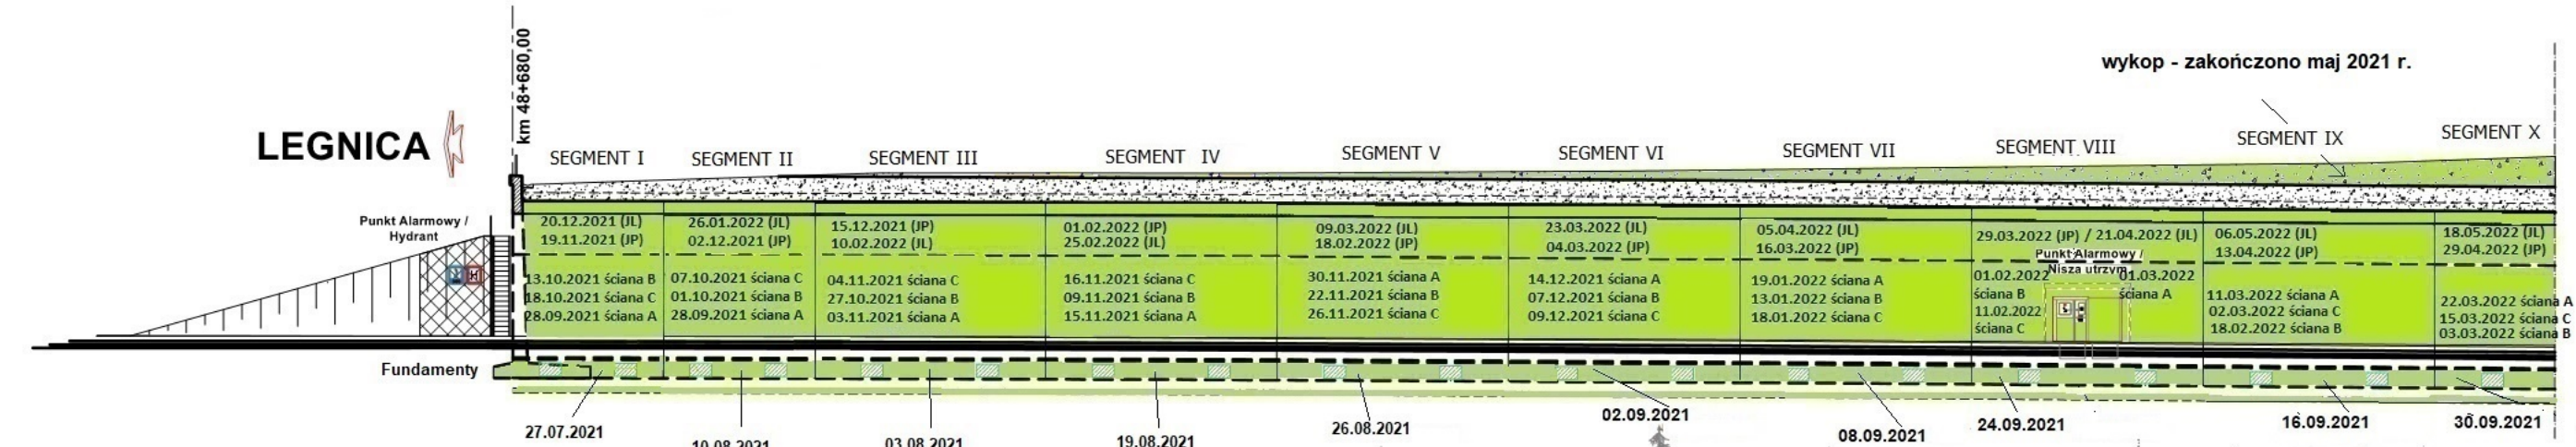 km 48+680,00
wykop - zakończono maj 2021 r.
LEGNICA
SEGMENT I
SEGMENT II
SEGMENT III
SEGMENT IV
SEGMENT V
SEGMENT VI
SEGMENT VII
SEGMENT VIII
SEGMENT IX
SEGMENT X
Punkt Alarmowy /
Hydrant
20.12.2021 (JL)
19.11.2021 (JP)
13.10.2021 ściana B
18.10.2021 ściana C
28.09.2021 ściana A
26.01.2022 (JL)
02.12.2021 (JP)
07.10.2021 ściana C
01.10.2021 ściana B
28.09.2021 ściana A
15.12.2021 (JP)
10.02.2022 (JL)
04.11.2021 ściana C
27.10.2021 ściana B
03.11.2021 ściana A
01.02.2022 (JP)
25.02.2022 (JL)
16.11.2021 ściana C
09.11.2021 ściana B
15.11.2021 ściana A
09.03.2022 (JL)
18.02.2022 (JP)
30.11.2021 ściana A
22.11.2021 ściana B
26.11.2021 ściana C
23.03.2022 (JL)
04.03.2022 (JP)
14.12.2021 ściana A
07.12.2021 ściana B
09.12.2021 ściana C
05.04.2022 (JL)
16.03.2022 (JP)
19.01.2022 ściana A
13.01.2022 ściana B
18.01.2022 ściana C
29.03.2022 (JP) / 21.04.2022 (JL)
Punkt Alarmowy /
Nisza utrzym.
01.02.2022
ściana B
11.02.2022
ściana C
01.03.2022
ściana A
06.05.2022 (JL)
13.04.2022 (JP)
11.03.2022 ściana A
02.03.2022 ściana C
18.02.2022 ściana B
18.05.2022 (JL)
29.04.2022 (JP)
22.03.2022 ściana A
15.03.2022 ściana C
03.03.2022 ściana B
Fundamenty
27.07.2021
10.08.2021
03.08.2021
19.08.2021
26.08.2021
02.09.2021
08.09.2021
24.09.2021
16.09.2021
30.09.2021